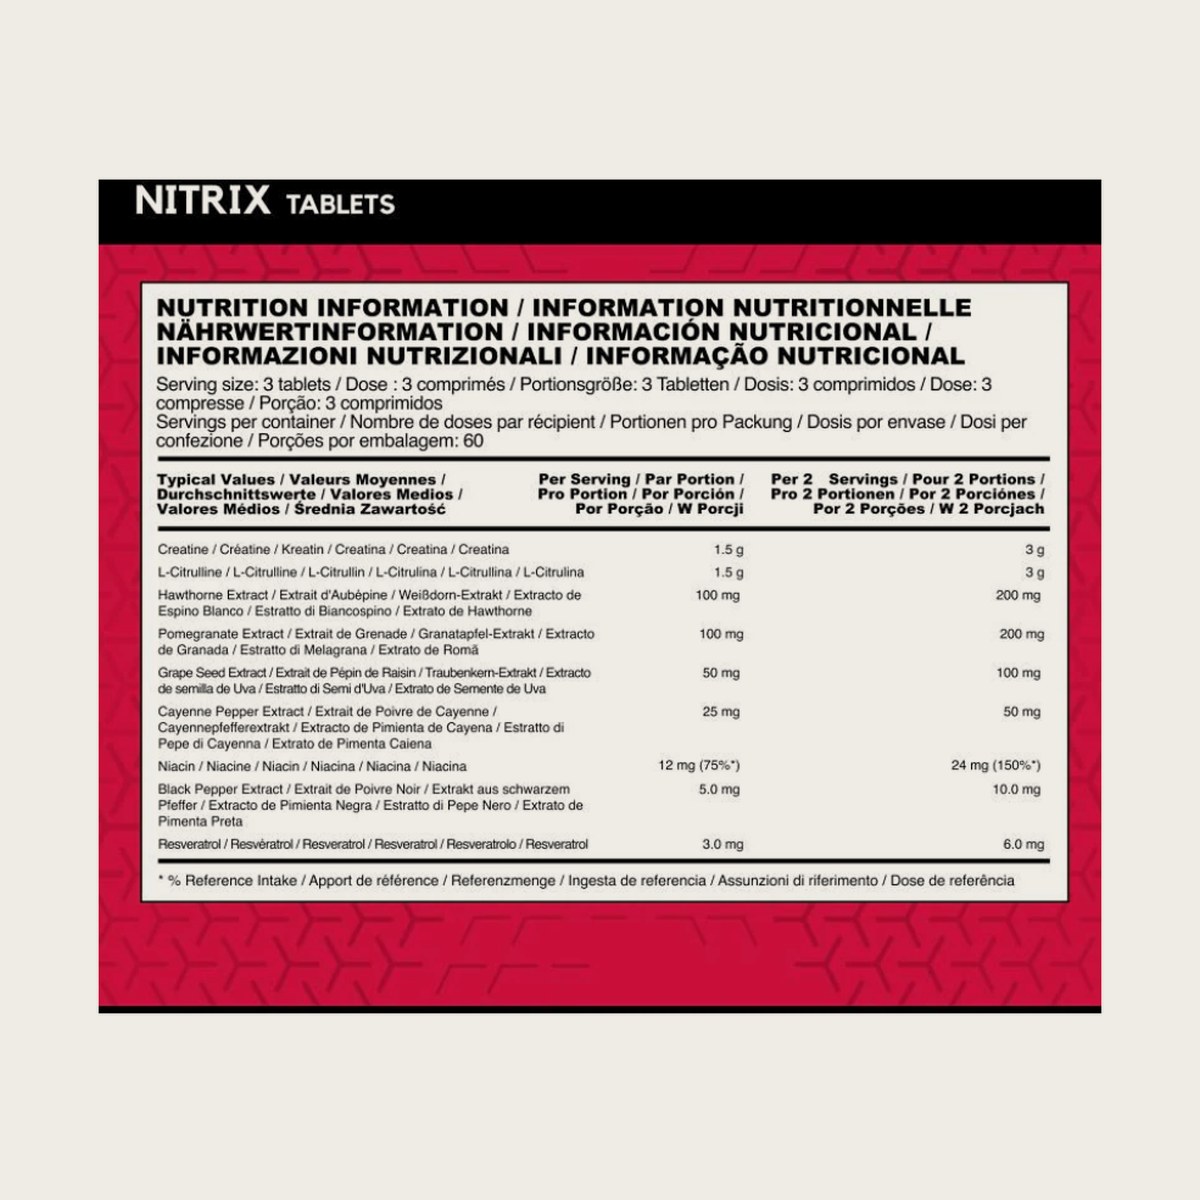 NITRIX TABLETS
NUTRITION INFORMATION / INFORMATION NUTRITIONNELLE
NÄHRWERTINFORMATION / INFORMACIÓN NUTRICIONAL /
INFORMAZIONI NUTRIZIONALI / INFORMAÇÃO NUTRICIONAL
Serving size: 3 tablets / Dose : 3 comprimés / Portionsgröße: 3 Tabletten / Dosis: 3 comprimidos / Dose: 3
compresse / Porção: 3 comprimidos
Servings per container / Nombre de doses par récipient / Portionen pro Packung / Dosis por envase / Dosi per
confezione / Porções por embalagem: 60
Typical Values / Valeurs Moyennes /
Durchschnittswerte / Valores Medios /
Valores Médios / Średnia Zawartość
Per Serving / Par Portion /
Pro Portion / Por Porción /
Por Porção / W Porcji
Per 2 Servings / Pour 2 Portions /
Pro 2 Portionen / Por 2 Porciónes /
Por 2 Porções / W 2 Porcjach
Creatine / Créatine / Kreatin / Creatina / Creatina / Creatina 1.5 g 3 g
L-Citrulline / L-Citrulline / L-Citrullin / L-Citrulina / L-Citrullina / L-Citrulina 1.5 g 3 g
Hawthorne Extract / Extrait d'Aubépine / Weißdorn-Extrakt / Extracto de 100 mg 200 mg
Espino Blanco / Estratto di Biancospino / Extrato de Hawthorne
Pomegranate Extract / Extrait de Grenade / Granatapfel-Extrakt / Extracto 100 mg 200 mg
de Granada / Estratto di Melagrana / Extrato de Romã
Grape Seed Extract / Extrait de Pépin de Raisin / Traubenkern-Extrakt / Extracto 50 mg 100 mg
de semilla de Uva / Estratto di Semi d'Uva / Extrato de Semente de Uva
Cayenne Pepper Extract / Extrait de Poivre de Cayenne / 25 mg 50 mg
Cayennepfefferextrakt / Extracto de Pimienta de Cayena / Estratto di
Pepe di Cayenna / Extrato de Pimenta Caiena
Niacin / Niacine / Niacin / Niacina / Niacina / Niacina 12 mg (75%*) 24 mg (150%*)
Black Pepper Extract / Extrait de Poivre Noir / Extrakt aus schwarzem 5.0 mg 10.0 mg
Pfeffer / Extracto de Pimienta Negra / Estratto di Pepe Nero / Extrato de
Pimenta Preta
Resveratrol / Resvératrol / Resveratrol / Resveratrol / Resveratrolo / Resveratrol 3.0 mg 6.0 mg
* % Reference Intake / Apport de référence / Referenzmenge / Ingesta de referencia / Assunzioni di riferimento / Dose de referência